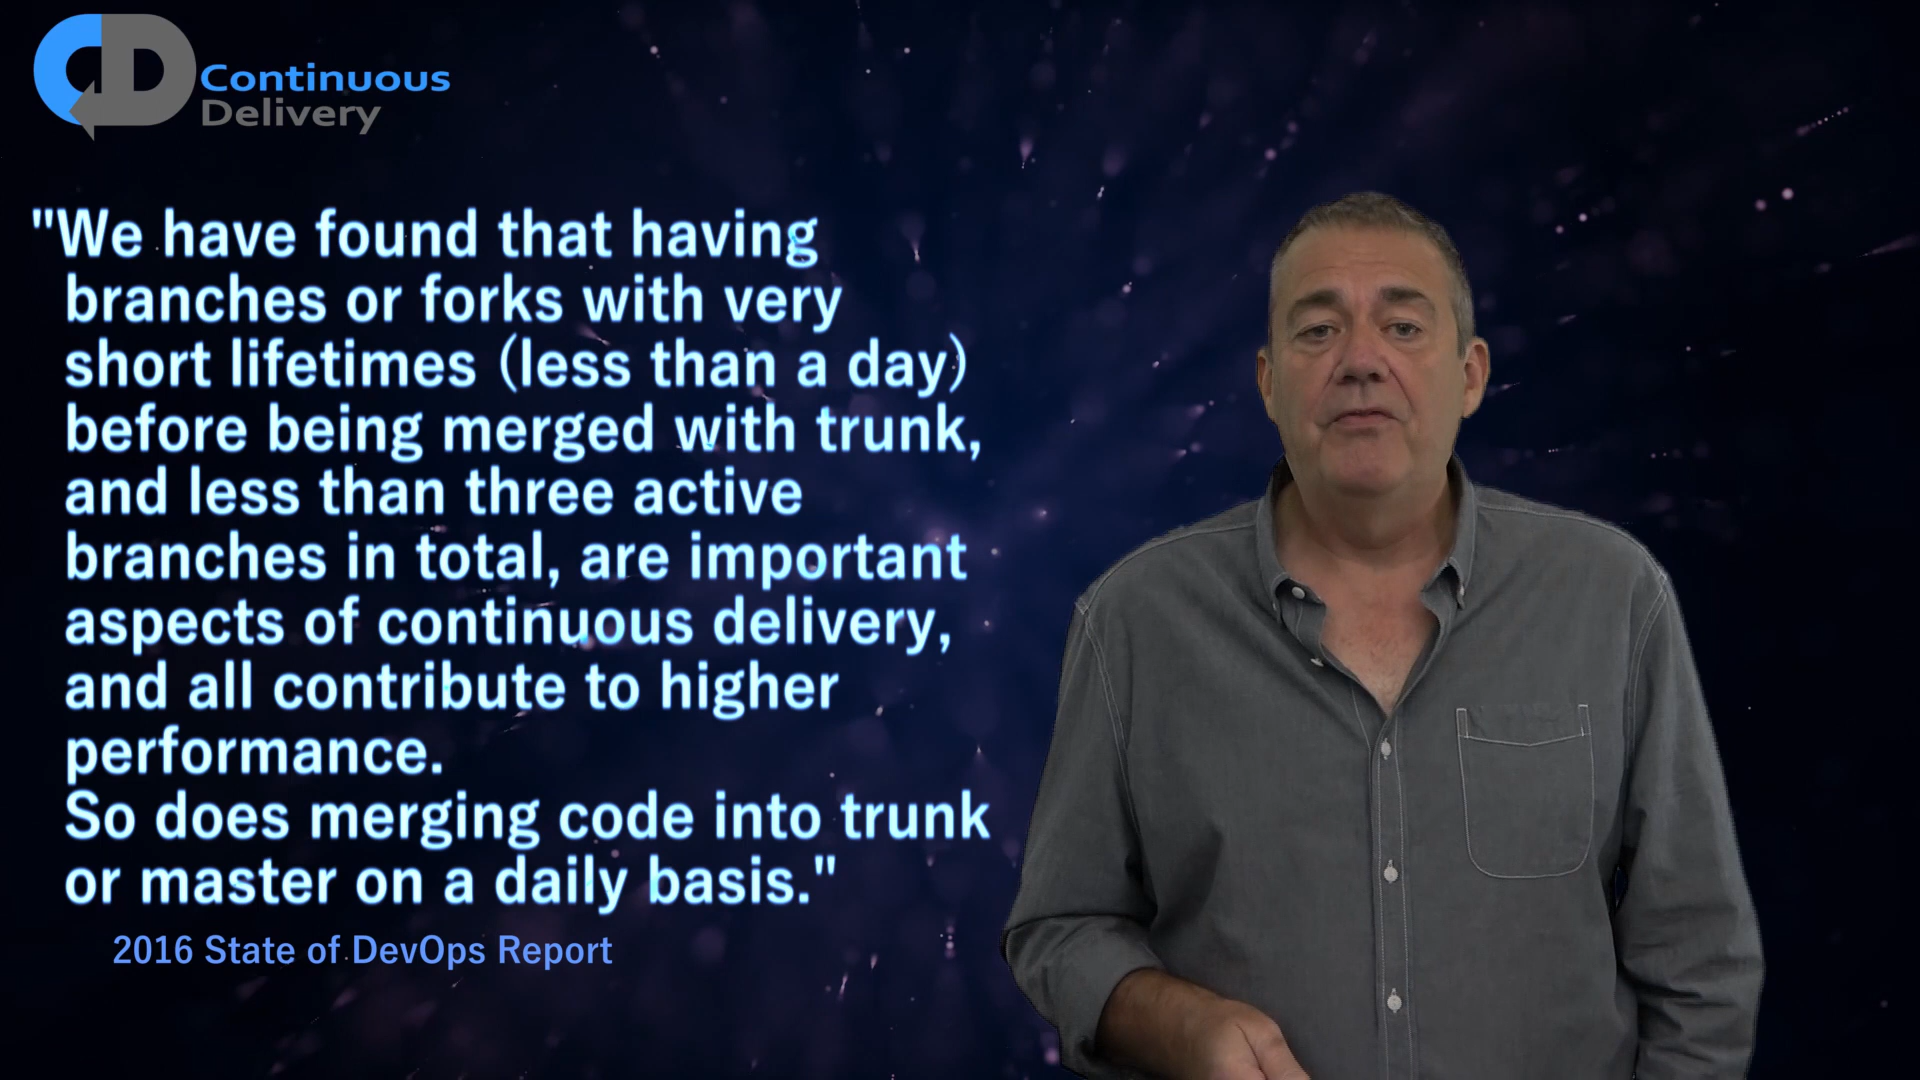 Continuous
Delivery
"We have found that having
branches or forks with very
short lifetimes (less than a day)
before being merged with trunk,
and less than three active
branches in total, are important
aspects of continuous delivery,
and all contribute to higher
performance.
So does merging code into trunk
or master on a daily basis."
2016 State of DevOps Report